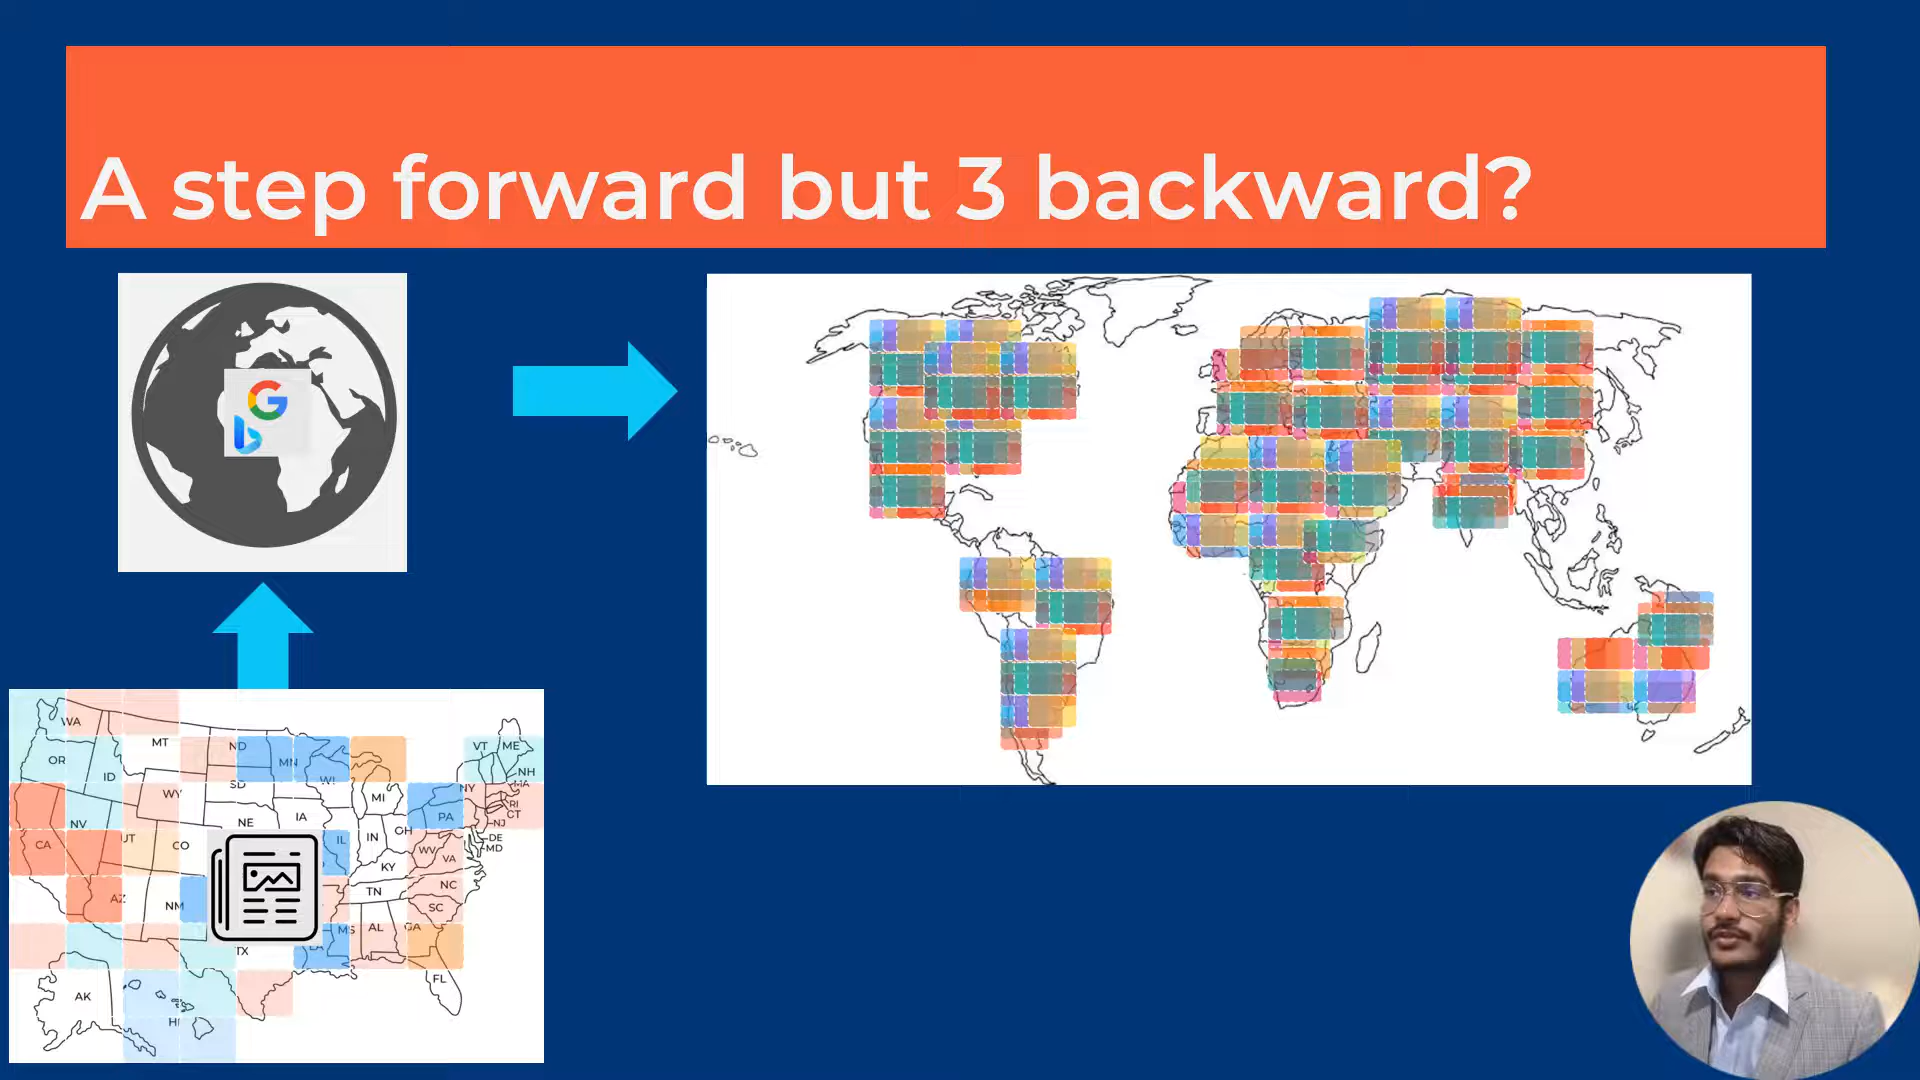 A step forward but 3 backward?
G
b
WA
MT
ND
VT
ME
OR
MN
ID
WI
NH
SD
MA
WY
NY
MI
RI
CT
NE
IA
PA
NJ
NV
OH
DE
CA
UT
CO
IL
IN
MD
WV
VA
KY
NC
TN
AZ
NM
SC
MS
AL
GA
LA
TX
FL
AK
HI